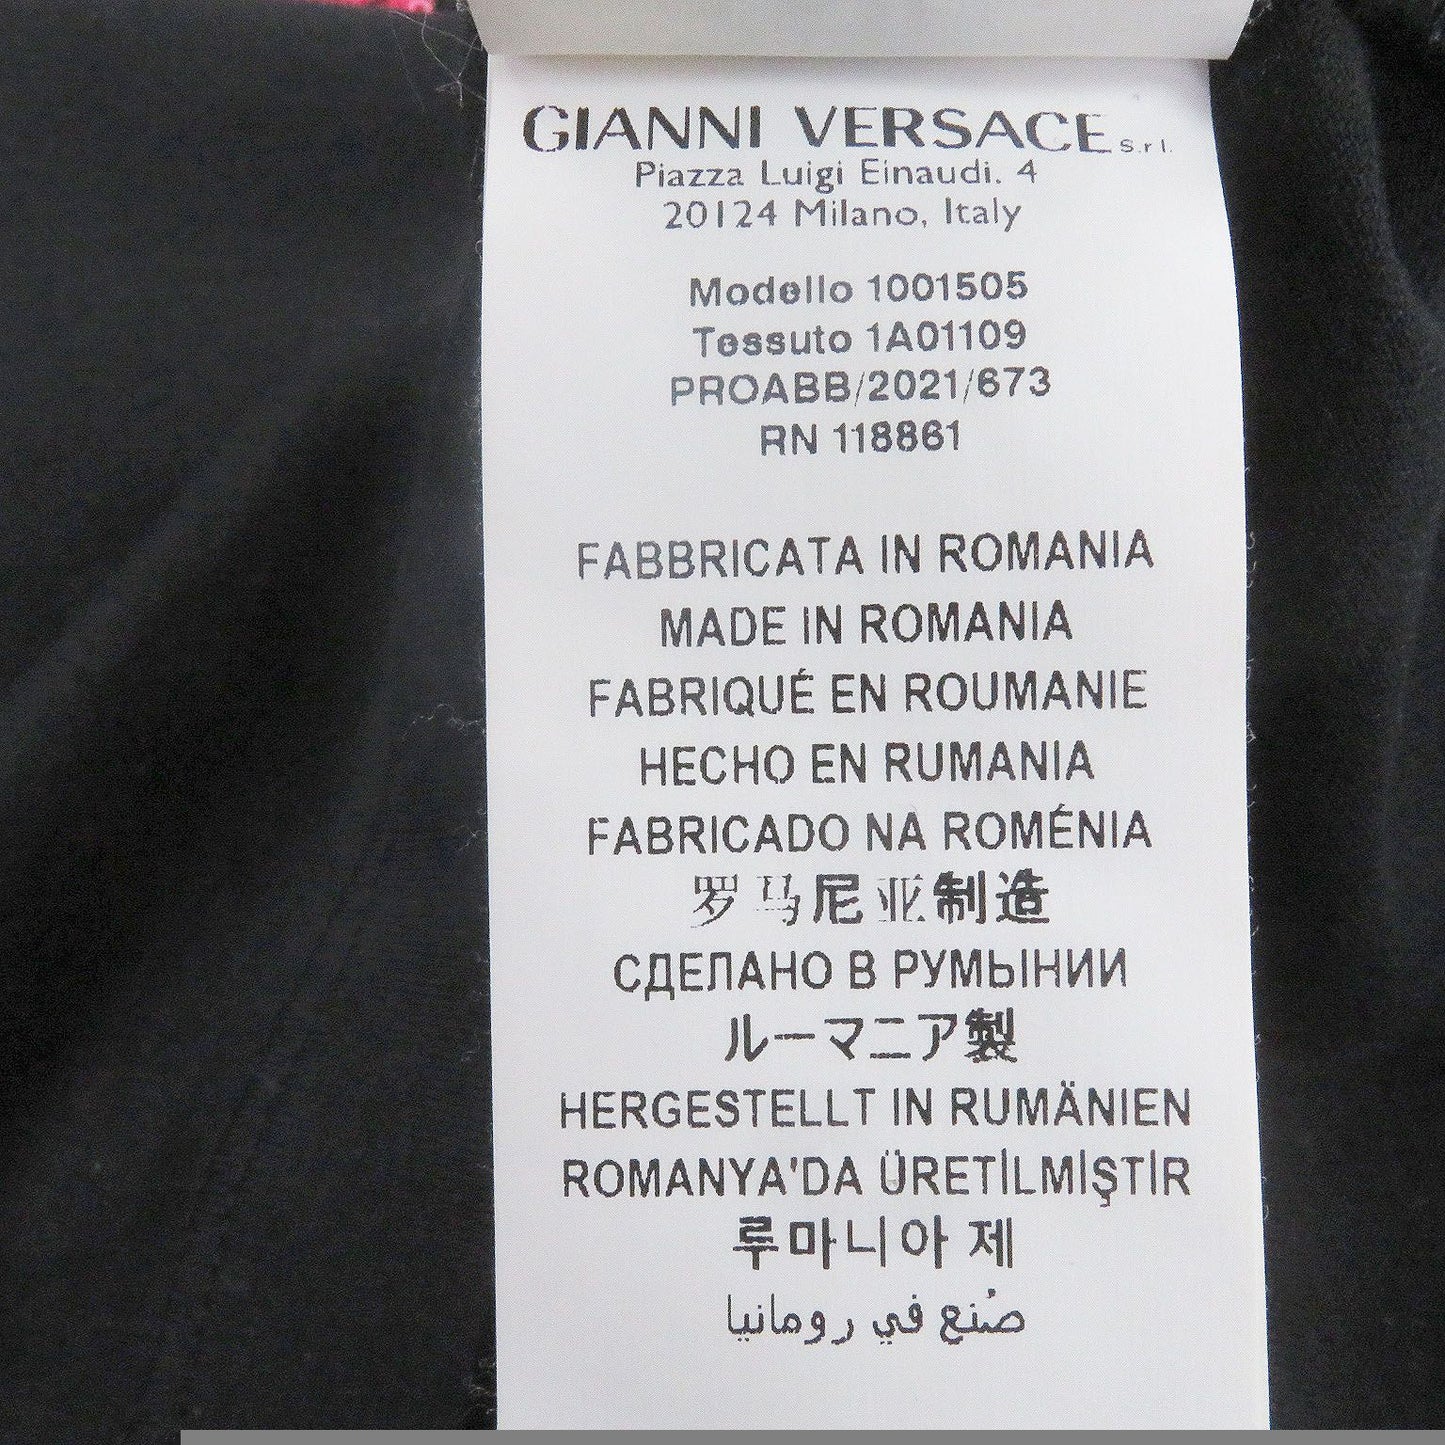 GIANNI VERSACE S.r.l.
Piazza Luigi Einaudi. 4
20124 Milano, Italy
Modello 1001505
Tessuto 1A01109
PROABB/2021/673
RN 118861
FABBRICATA IN ROMANIA
MADE IN ROMANIA
FABRIQUÉ EN ROUMANIE
HECHO EN RUMANIA
FABRICADO NA ROMÉNIA
罗马尼亚制造
СДЕЛАНО В РУМЫНИИ
ルーマニア製
HERGESTELLT IN RUMÄNIEN
ROMANYA'DA ÜRETİLMİŞTİR
루마니아 제
صُنع في رومانيا